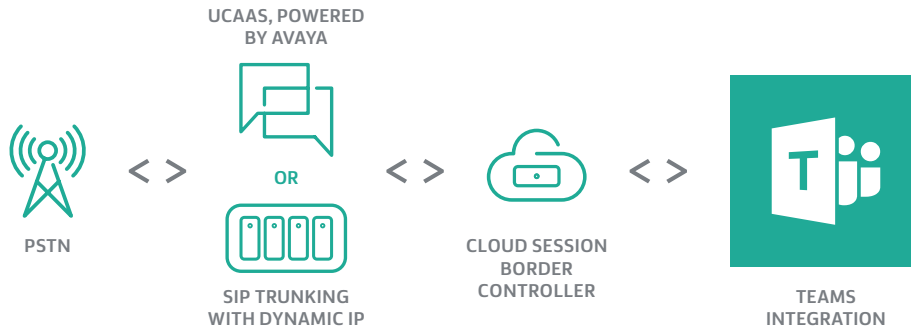 UCAAS, POWERED
BY AVAYA
< >
OR
< >
< >
T
PSTN
CLOUD SESSION
BORDER
CONTROLLER
SIP TRUNKING
WITH DYNAMIC IP
TEAMS
INTEGRATION